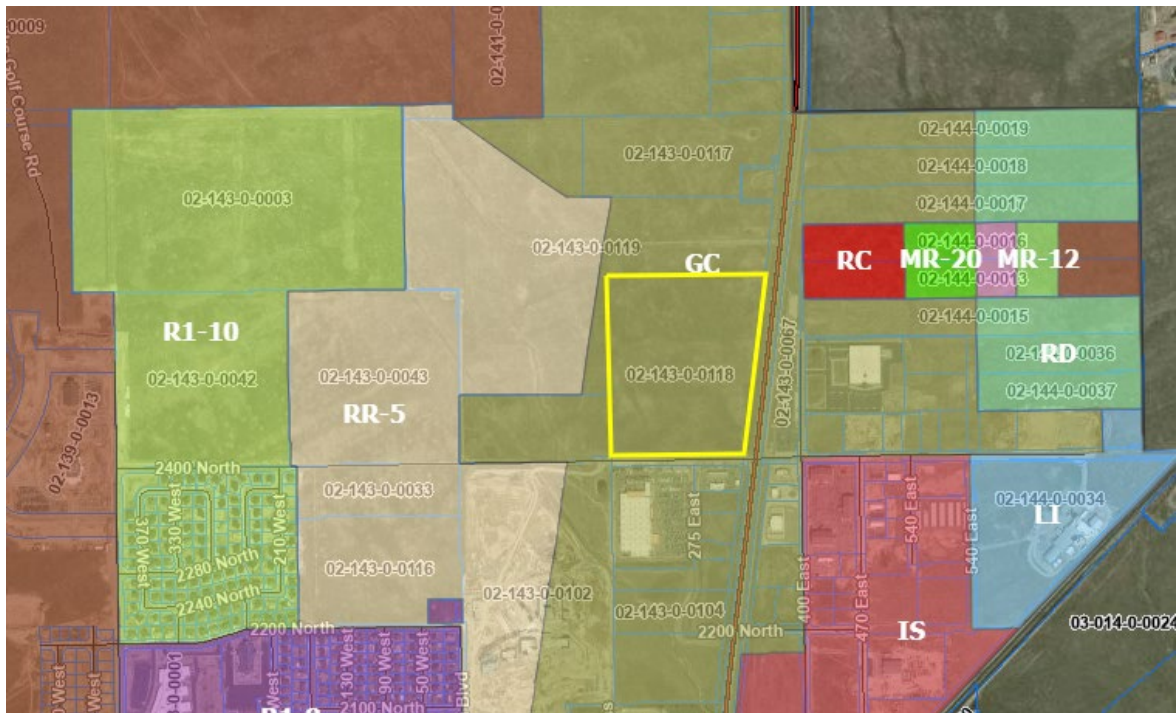 0009
Golf Course Rd
02-141-0-0
02-144-0-0019
02-143-0-0117
02-144-0-0018
02-143-0-0003
02-144-0-0017
02-143-0-0119
02-144-0-0016
GC
RC
MR-20
MR-12
02-144-0-0013
02-144-0-0015
R1-10
02-143-0-0067
02-144-0-0036
RD
02-143-0-0042
02-143-0-0043
02-143-0-0118
02-144-0-0037
RR-5
02-139-0-0013
2400 North
02-143-0-0033
02-144-0-0034
LI
370 West
330 West
210 West
275 East
540 East
540 East
2280 North
02-143-0-0116
2240 North
02-143-0-0102
02-143-0-0104
400 East
470 East
2200 North
2200 North
IS
03-014-0-0024
0 West
West
0-0001
West
130 West
90 West
50 West
Blvd
2100 North